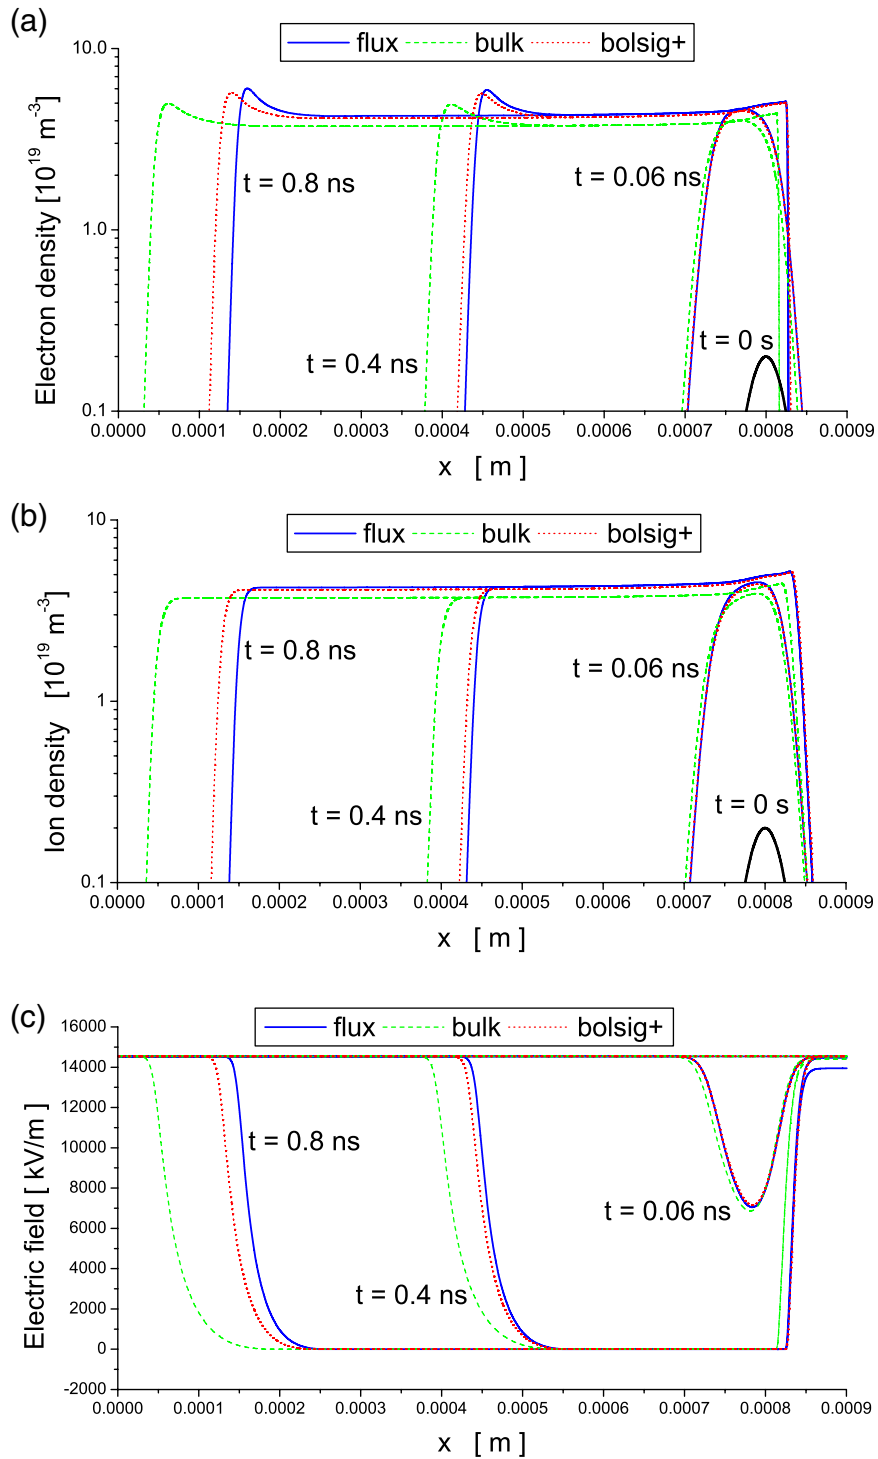 (a)
flux bulk bolsig+
10.0
1.0
0.1
Electron density [10¹⁹ m⁻³]
t = 0.8 ns
t = 0.06 ns
t = 0.4 ns
t = 0 s
0.0000 0.0001 0.0002 0.0003 0.0004 0.0005 0.0006 0.0007 0.0008 0.0009
x [ m ]
(b)
flux bulk bolsig+
10
1
0.1
Ion density [10¹⁹ m⁻³]
t = 0.8 ns
t = 0.06 ns
t = 0.4 ns
t = 0 s
0.0000 0.0001 0.0002 0.0003 0.0004 0.0005 0.0006 0.0007 0.0008 0.0009
x [ m ]
(c)
flux bulk bolsig+
16000
14000
12000
10000
8000
6000
4000
2000
0
-2000
Electric field [ kV/m ]
t = 0.8 ns
t = 0.06 ns
t = 0.4 ns
0.0000 0.0001 0.0002 0.0003 0.0004 0.0005 0.0006 0.0007 0.0008 0.0009
x [ m ]